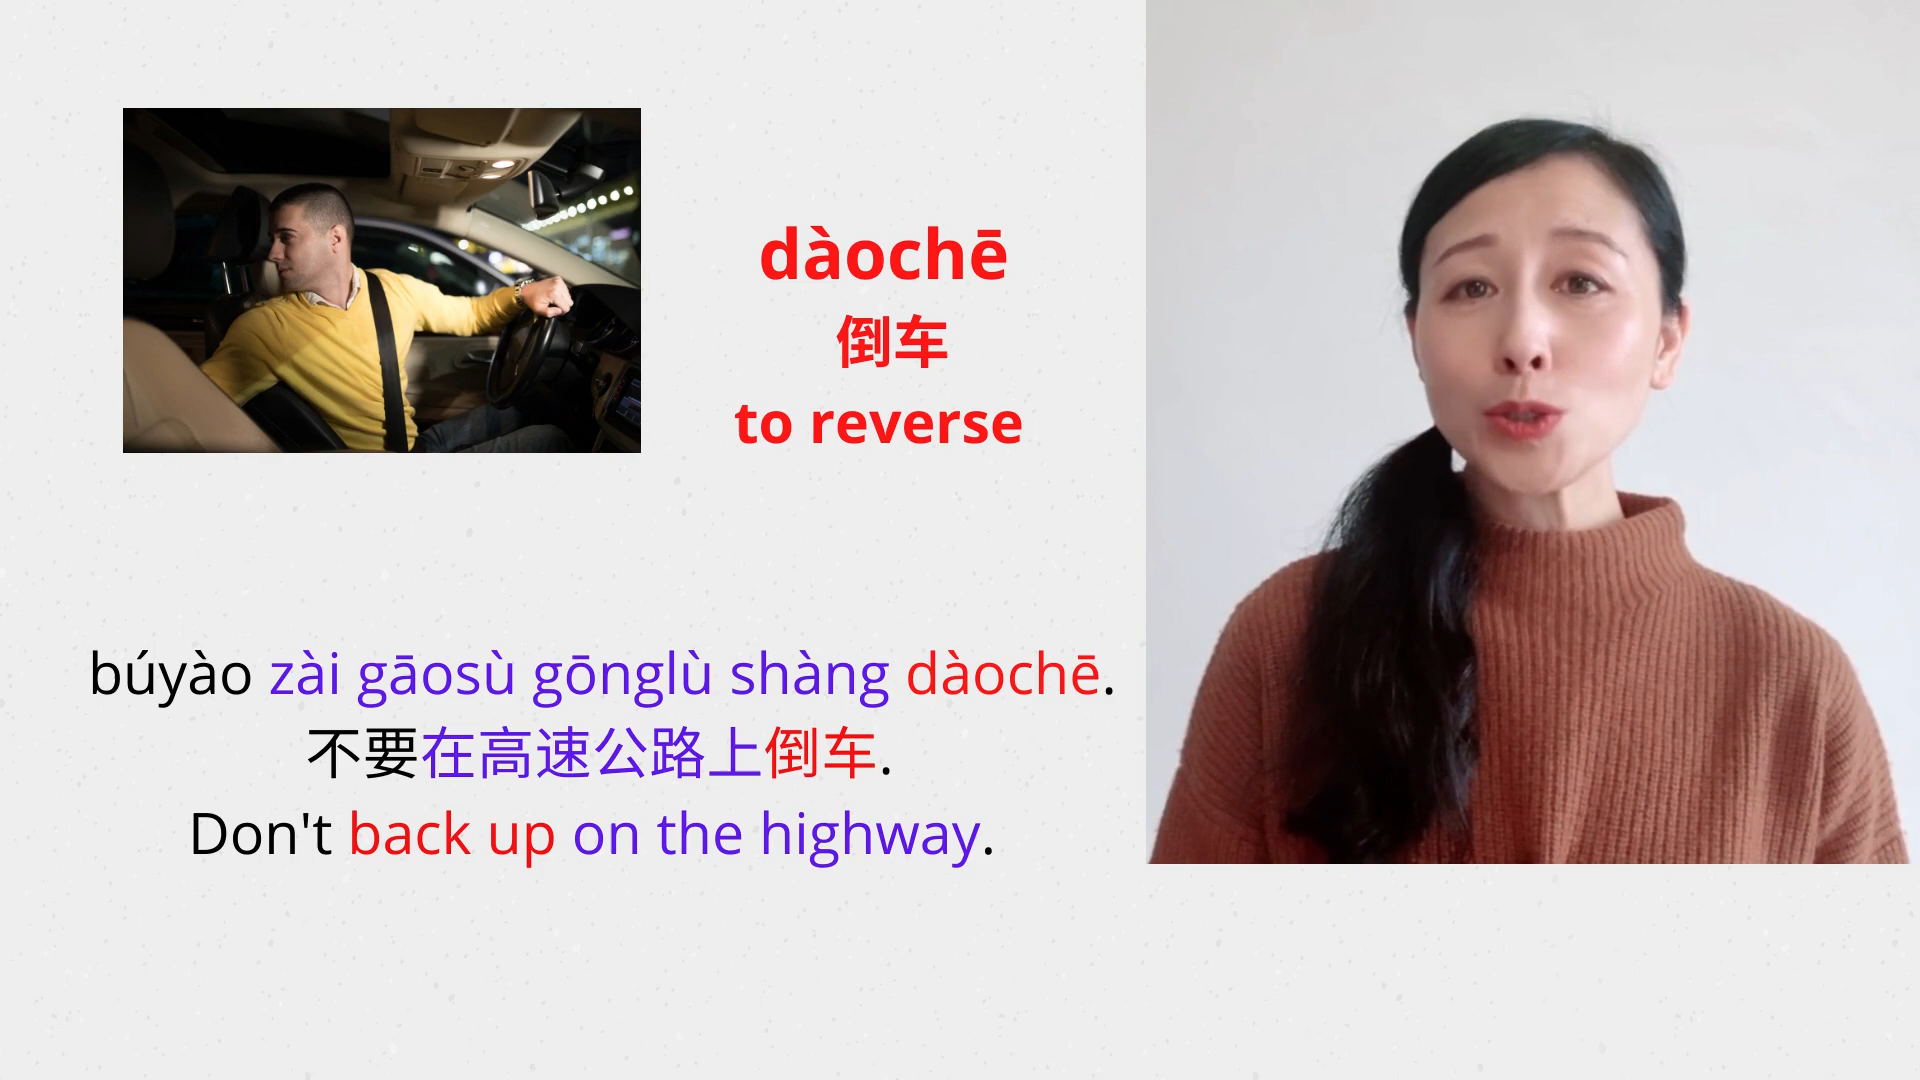 dàochē
倒车
to reverse
búyào zài gāosù gōnglù shàng dàochē.
不要在高速公路上倒车.
Don't back up on the highway.